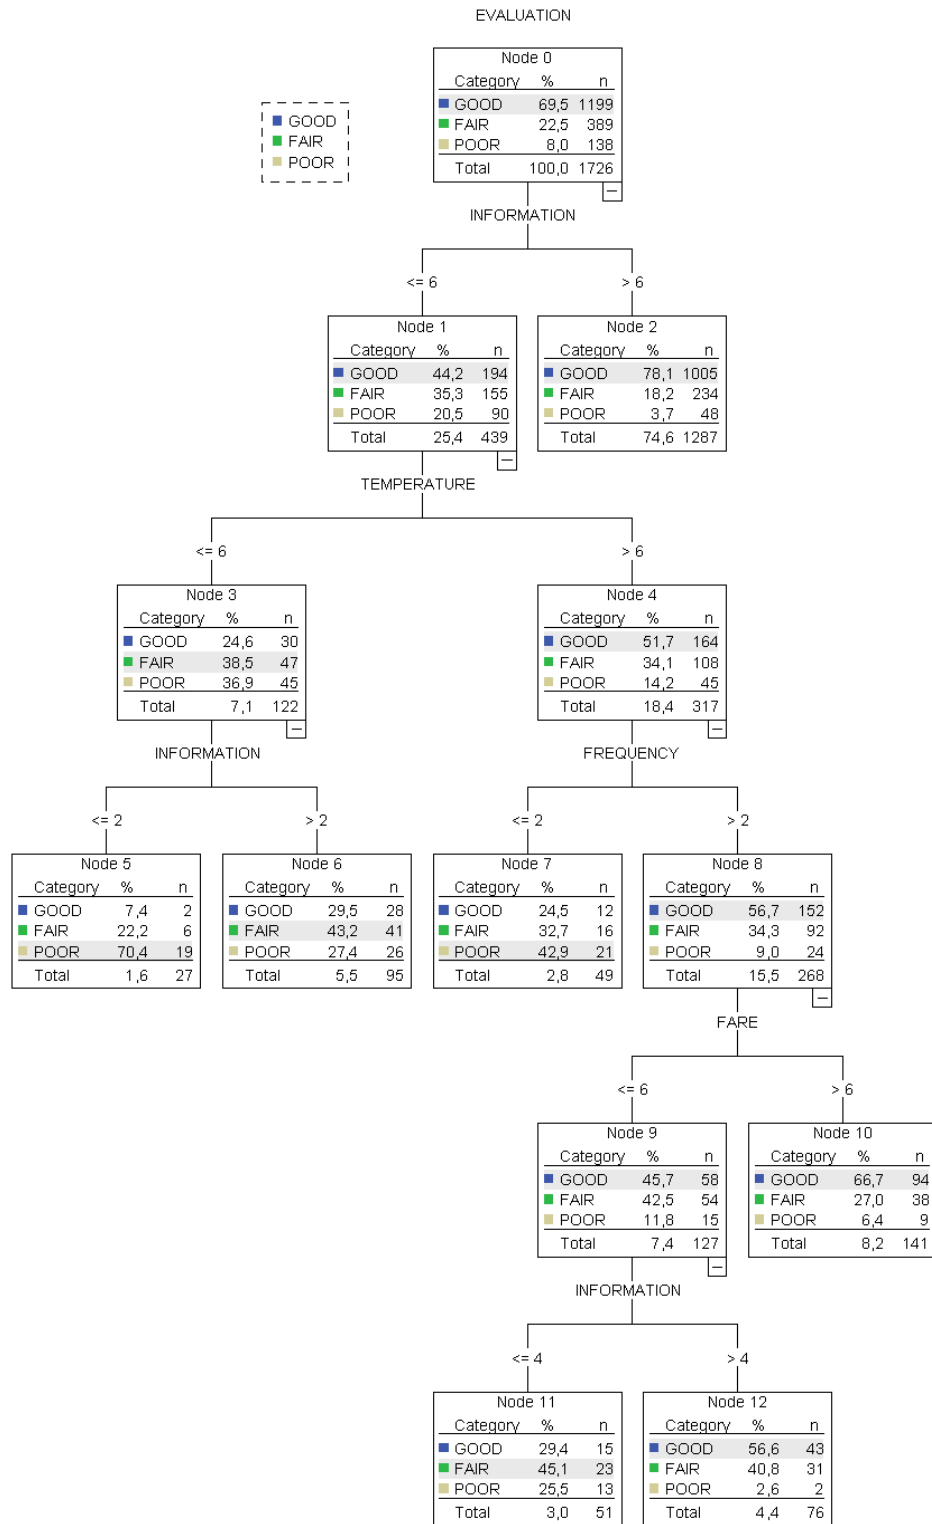 EVALUATION
Node 0
Category % n
GOOD 69,5 1199
FAIR 22,5 389
POOR 8,0 138
Total 100,0 1726
GOOD
FAIR
POOR
INFORMATION
<= 6
> 6
Node 1
Category % n
GOOD 44,2 194
FAIR 35,3 155
POOR 20,5 90
Total 25,4 439
Node 2
Category % n
GOOD 78,1 1005
FAIR 18,2 234
POOR 3,7 48
Total 74,6 1287
TEMPERATURE
<= 6
> 6
Node 3
Category % n
GOOD 24,6 30
FAIR 38,5 47
POOR 36,9 45
Total 7,1 122
Node 4
Category % n
GOOD 51,7 164
FAIR 34,1 108
POOR 14,2 45
Total 18,4 317
INFORMATION
FREQUENCY
<= 2
> 2
<= 2
> 2
Node 5
Category % n
GOOD 7,4 2
FAIR 22,2 6
POOR 70,4 19
Total 1,6 27
Node 6
Category % n
GOOD 29,5 28
FAIR 43,2 41
POOR 27,4 26
Total 5,5 95
Node 7
Category % n
GOOD 24,5 12
FAIR 32,7 16
POOR 42,9 21
Total 2,8 49
Node 8
Category % n
GOOD 56,7 152
FAIR 34,3 92
POOR 9,0 24
Total 15,5 268
FARE
<= 6
> 6
Node 9
Category % n
GOOD 45,7 58
FAIR 42,5 54
POOR 11,8 15
Total 7,4 127
Node 10
Category % n
GOOD 66,7 94
FAIR 27,0 38
POOR 6,4 9
Total 8,2 141
INFORMATION
<= 4
> 4
Node 11
Category % n
GOOD 29,4 15
FAIR 45,1 23
POOR 25,5 13
Total 3,0 51
Node 12
Category % n
GOOD 56,6 43
FAIR 40,8 31
POOR 2,6 2
Total 4,4 76